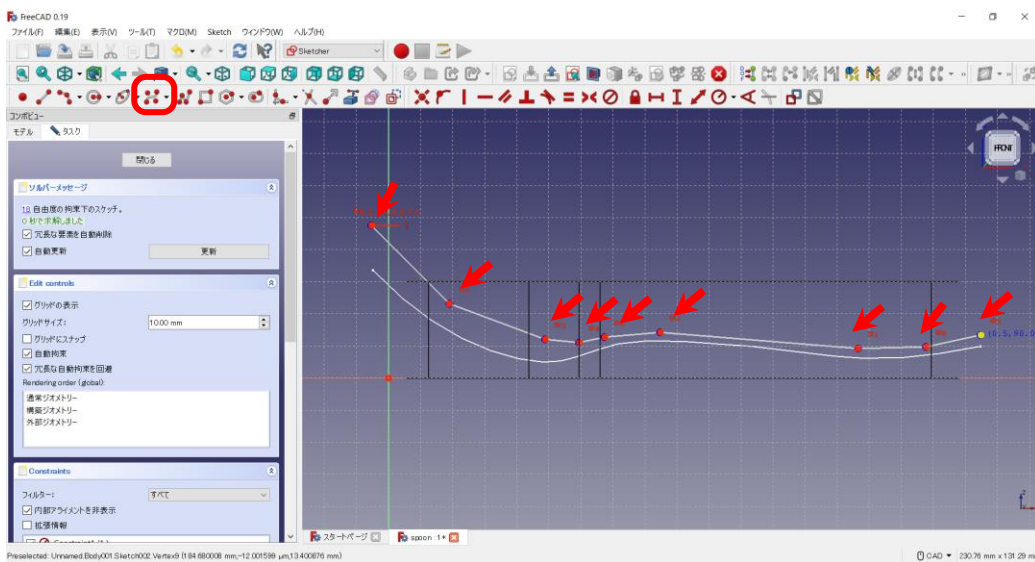 FreeCAD 0.19
ファイル(F) 編集(E) 表示(V) ツール(T) マクロ(M) Sketch ウィンドウ(W) ヘルプ(H)
Sketcher
コンボビュー
モデル タスク
閉じる
ソルバーメッセージ
18 自由度の拘束下のスケッチ。
0 秒で求解しました
冗長な要素を自動削除
自動更新 更新
Edit controls
グリッドの表示
グリッドサイズ: 10.00 mm
グリッドにスナップ
自動拘束
冗長な自動拘束を回避
Rendering order (global):
通常ジオメトリー
構築ジオメトリー
外部ジオメトリー
Constraints
フィルター: すべて
内部アライメントを非表示
拡張情報
FRONT
スタートページ spoon : 1*
Preselected: Unnamed.Body001.Sketch002.Vertex9 (184.680008 mm,-12.001599 μm,13.400876 mm)
CAD 230.76 mm x 131.29 mm